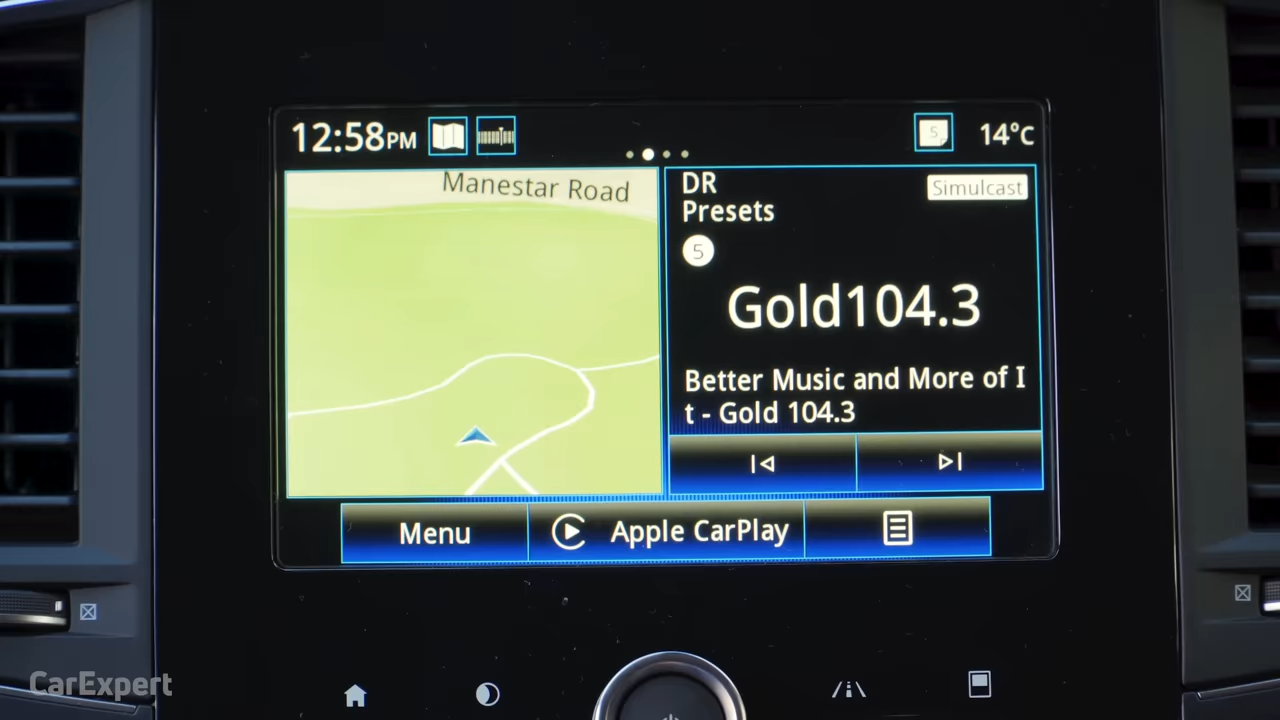 12:58PM
5
14°C
Manestar Road
DR
Presets
Simulcast
5
Gold104.3
Better Music and More of I
t - Gold 104.3
Menu
Apple CarPlay
CarExpert